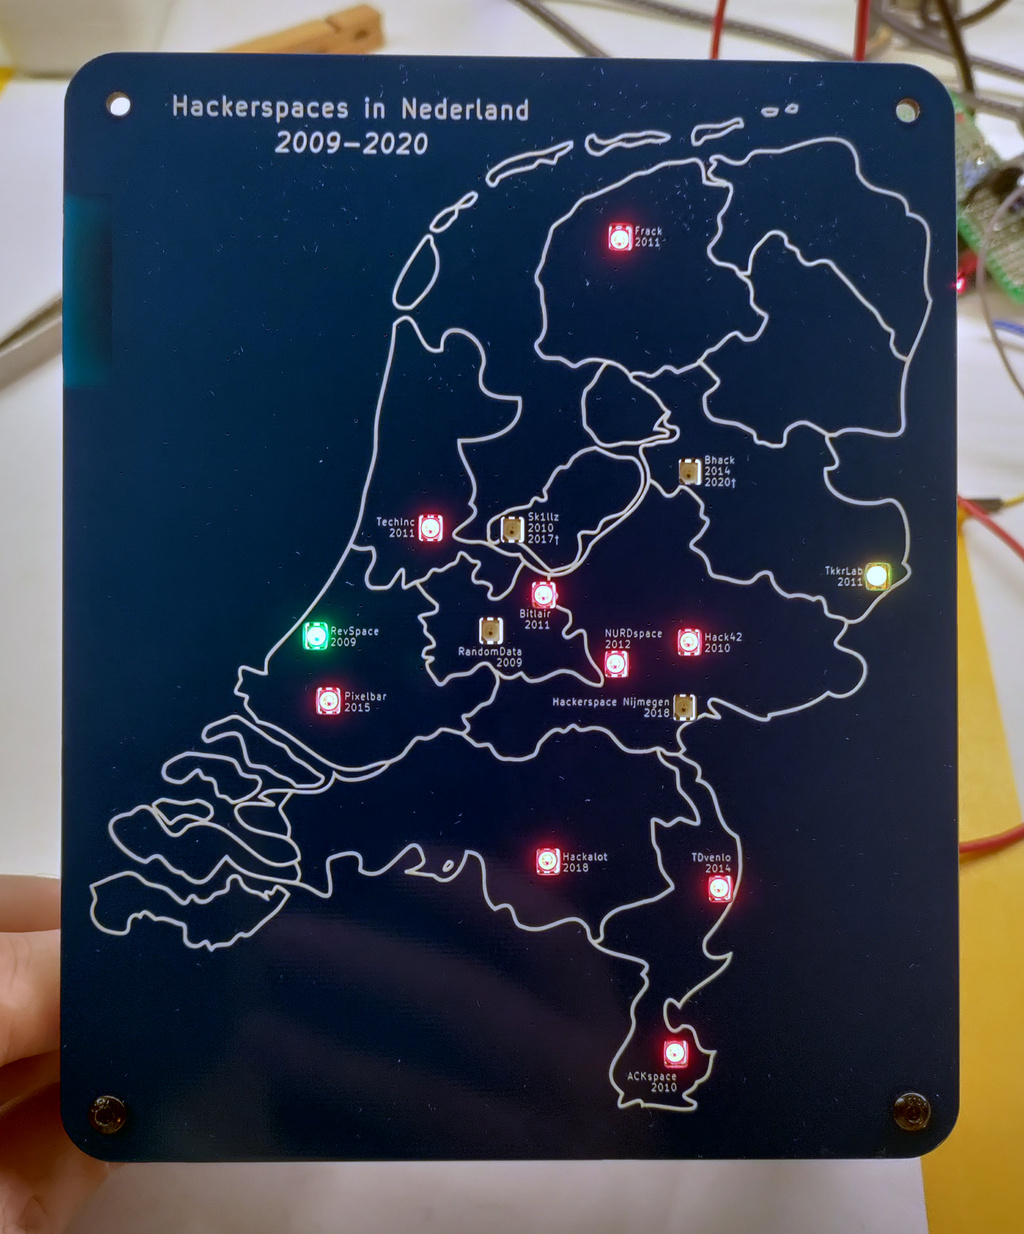 Hackerspaces in Nederland
2009-2020
Frack
2011
Bhack
2014
2020†
TechInc
2011
Sk1llz
2010
2017†
TkkrLab
2011
Bitlair
2011
RevSpace
2009
RandomData
2009
NURDspace
2012
Hack42
2010
Pixelbar
2015
Hackerspace Nijmegen
2018
Hackalot
2018
TDvenlo
2014
ACKspace
2010